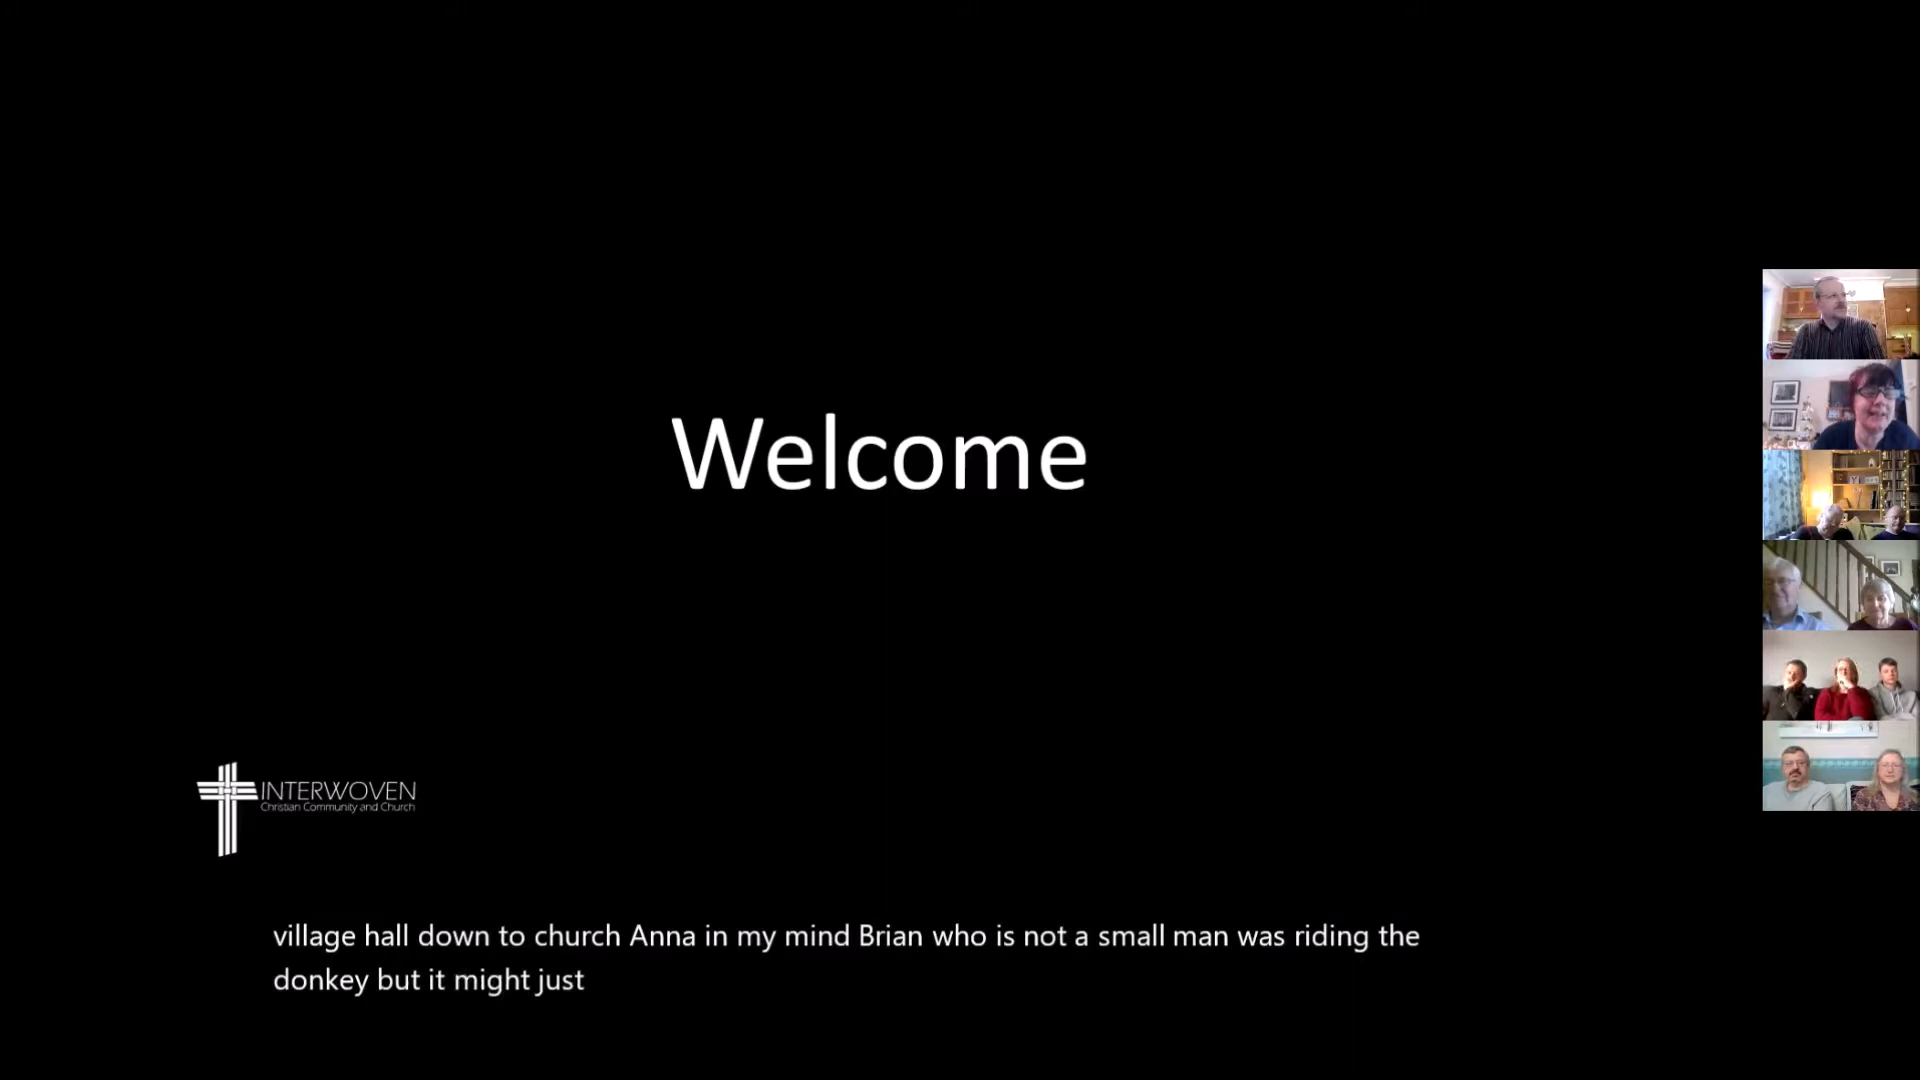 Welcome
INTERWOVEN
Christian Community and Church
village hall down to church Anna in my mind Brian who is not a small man was riding the
donkey but it might just